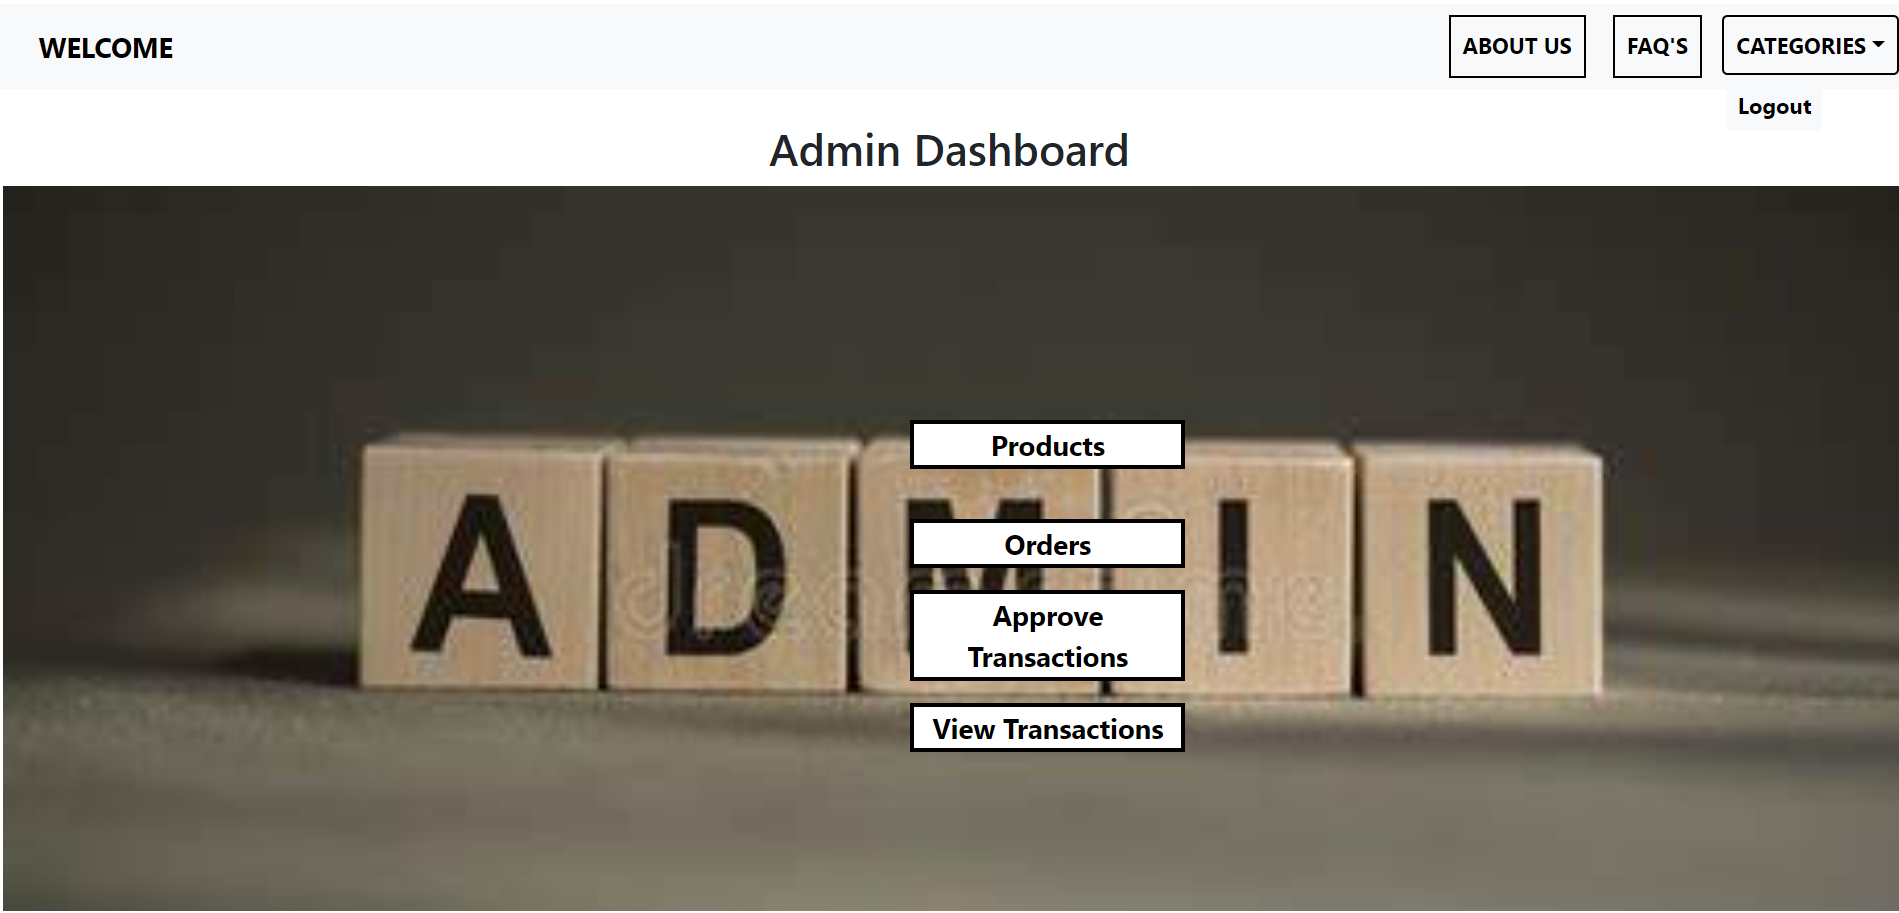 WELCOME
ABOUT US
FAQ'S
CATEGORIES
Logout
Admin Dashboard
Products
ADMIN
Orders
Approve
Transactions
View Transactions